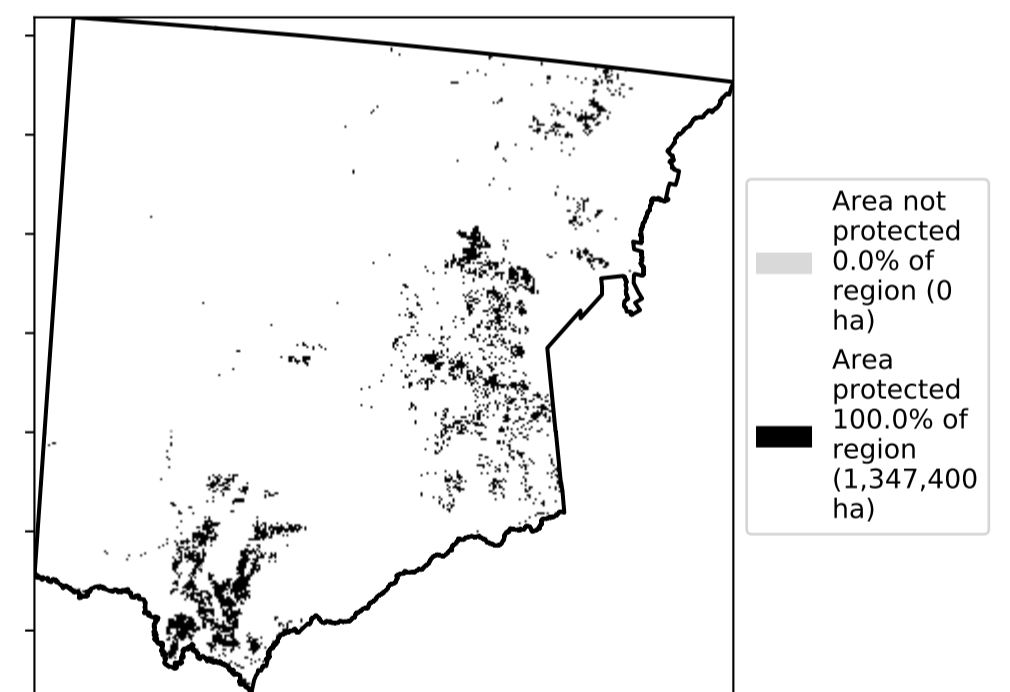 Area not
protected
0.0% of
region (0
ha)
Area
protected
100.0% of
region
(1,347,400
ha)